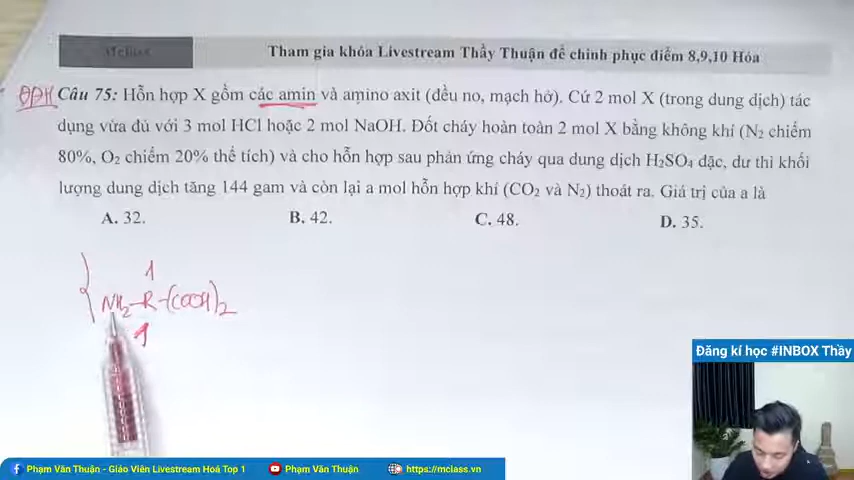 Mclass
Tham gia khóa Livestream Thầy Thuận để chinh phục điểm 8,9,10 Hóa
ĐPH Câu 75: Hỗn hợp X gồm các amin và amino axit (đều no, mạch hở). Cứ 2 mol X (trong dung dịch) tác
dụng vừa đủ với 3 mol HCl hoặc 2 mol NaOH. Đốt cháy hoàn toàn 2 mol X bằng không khí (N₂ chiếm
80%, O₂ chiếm 20% thể tích) và cho hỗn hợp sau phản ứng cháy qua dung dịch H₂SO₄ đặc, dư thì khối
lượng dung dịch tăng 144 gam và còn lại a mol hỗn hợp khí (CO₂ và N₂) thoát ra. Giá trị của a là
A. 32. B. 42. C. 48. D. 35.
1
NH₂-R-(COOH)₂
1
Đăng kí học #INBOX Thầy
Phạm Văn Thuận - Giáo Viên Livestream Hoá Top 1 Phạm Văn Thuận https://mclass.vn